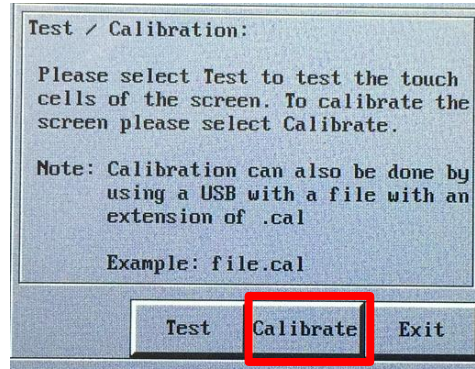 Test / Calibration:
Please select Test to test the touch
cells of the screen. To calibrate the
screen please select Calibrate.
Note: Calibration can also be done by
using a USB with a file with an
extension of .cal
Example: file.cal
Test Calibrate Exit